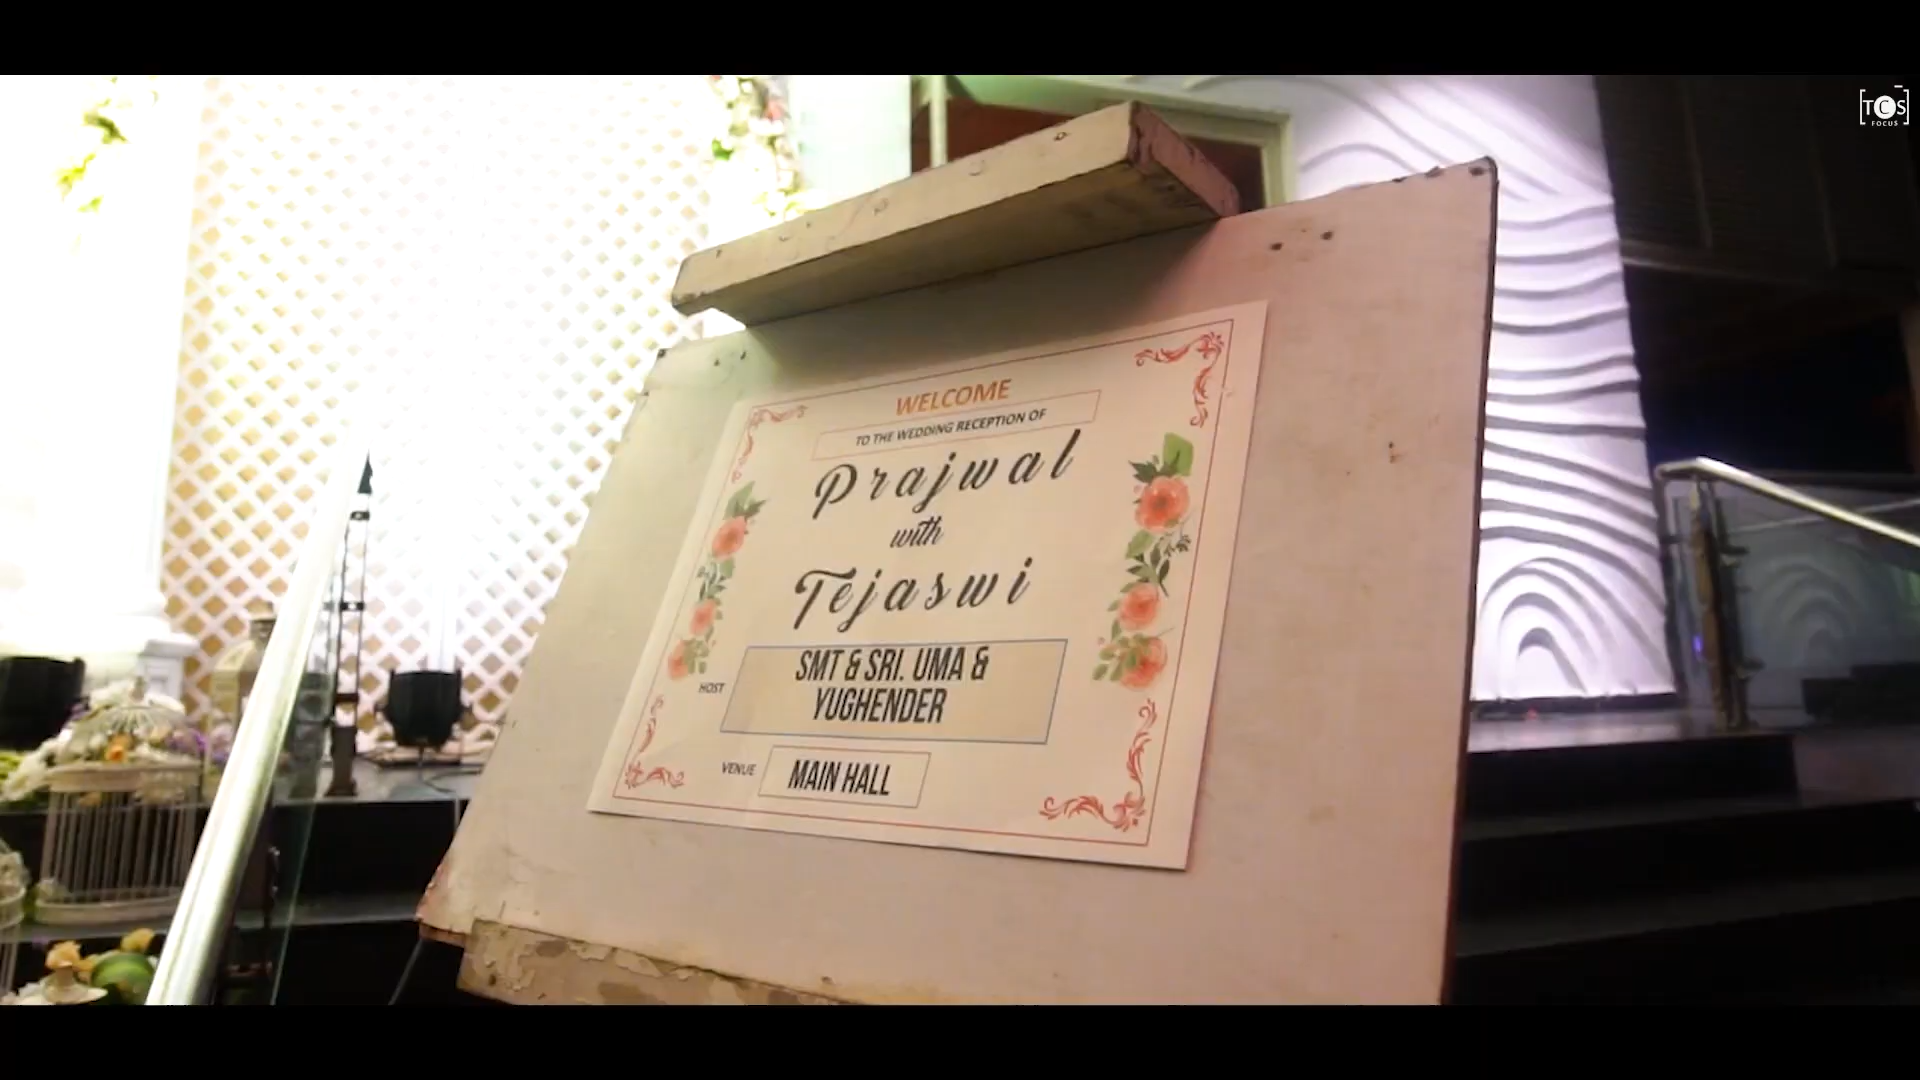 TCS
FOCUS
WELCOME
TO THE WEDDING RECEPTION OF
Prajwal
with
Tejaswi
HOST
SMT & SRI. UMA &
YUGHENDER
VENUE
MAIN HALL